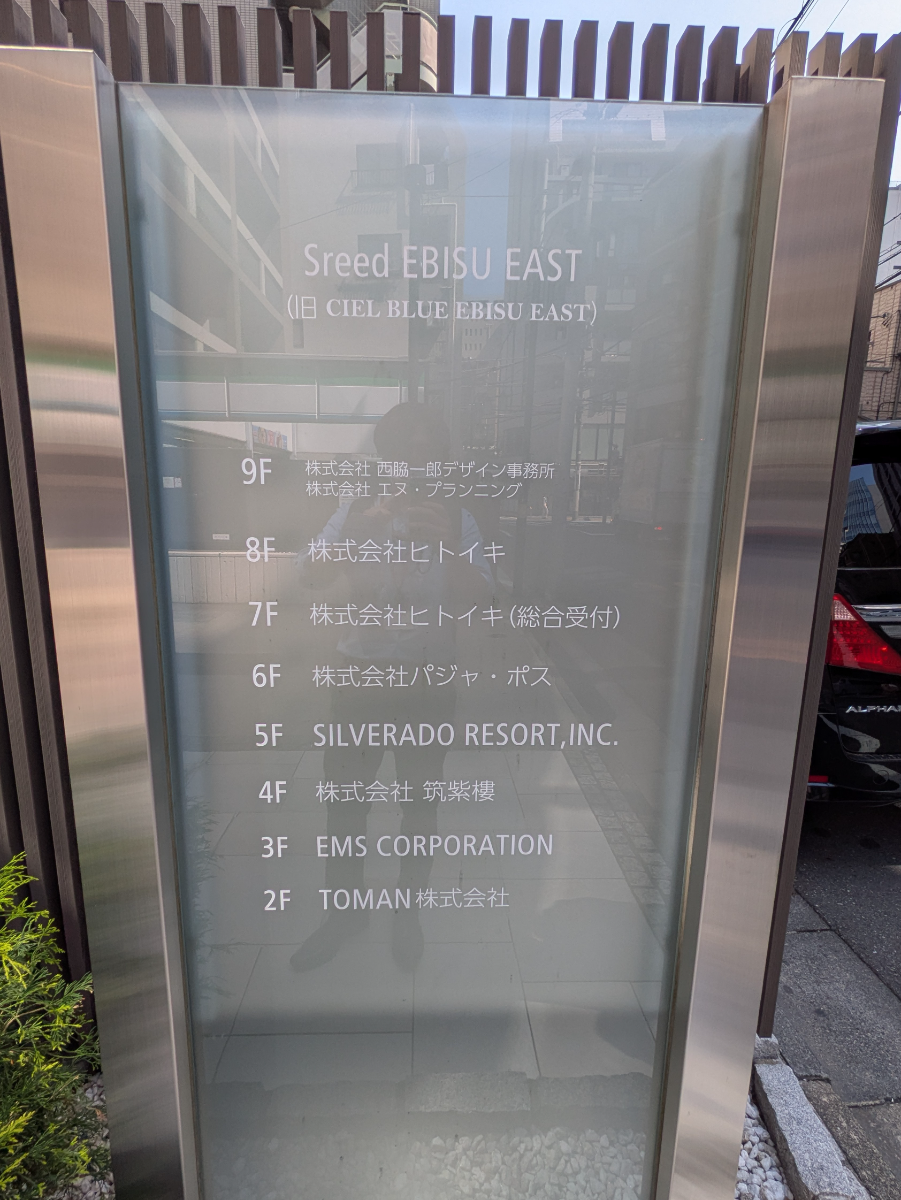 Sreed EBISU EAST
(旧 CIEL BLUE EBISU EAST)
9F 株式会社 西脇一郎デザイン事務所
株式会社 エヌ・プランニング
8F 株式会社ヒトイキ
7F 株式会社ヒトイキ(総合受付)
6F 株式会社パジャ・ポス
5F SILVERADO RESORT,INC.
4F 株式会社 筑紫樓
3F EMS CORPORATION
2F TOMAN株式会社